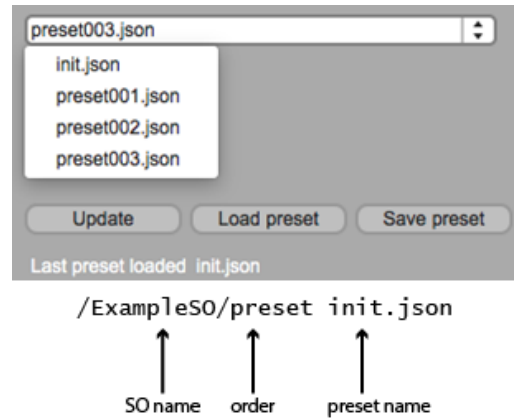 preset003.json
init.json
preset001.json
preset002.json
preset003.json
Update Load preset Save preset
Last preset loaded init.json
/ExampleSO/preset init.json
SO name order preset name